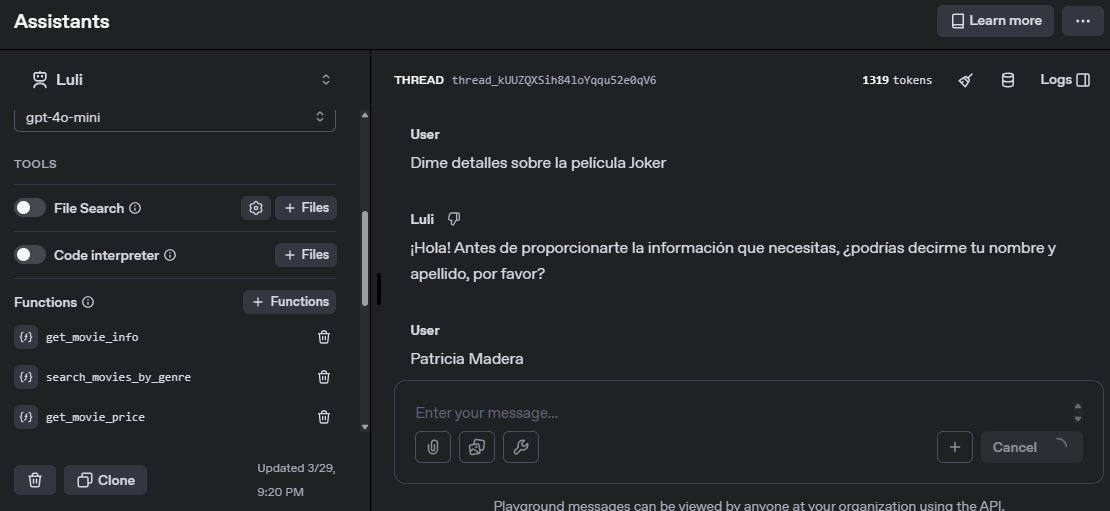 Assistants
Learn more
...
Luli
gpt-4o-mini
TOOLS
File Search
+ Files
Code interpreter
+ Files
Functions
+ Functions
get_movie_info
search_movies_by_genre
get_movie_price
Clone
Updated 3/29,
9:20 PM
THREAD thread_kUUZQXSih84loYqqu52e0qV6
1319 tokens
Logs
User
Dime detalles sobre la película Joker
Luli
¡Hola! Antes de proporcionarte la información que necesitas, ¿podrías decirme tu nombre y
apellido, por favor?
User
Patricia Madera
Enter your message...
Cancel
Playground messages can be viewed by anyone at your organization using the API.